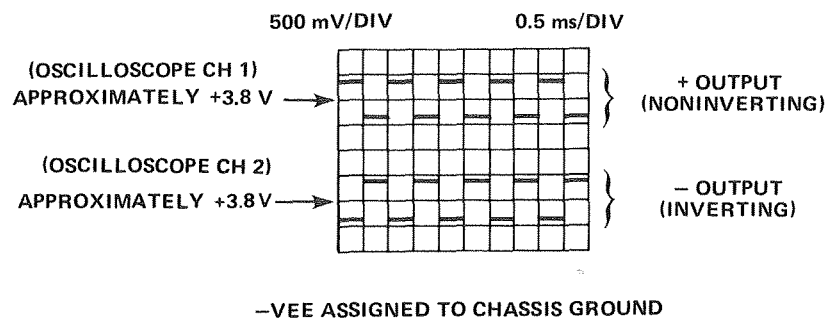 500 mV/DIV 0.5 ms/DIV
(OSCILLOSCOPE CH 1)
APPROXIMATELY +3.8 V
+ OUTPUT
(NONINVERTING)
(OSCILLOSCOPE CH 2)
APPROXIMATELY +3.8 V
– OUTPUT
(INVERTING)
–VEE ASSIGNED TO CHASSIS GROUND